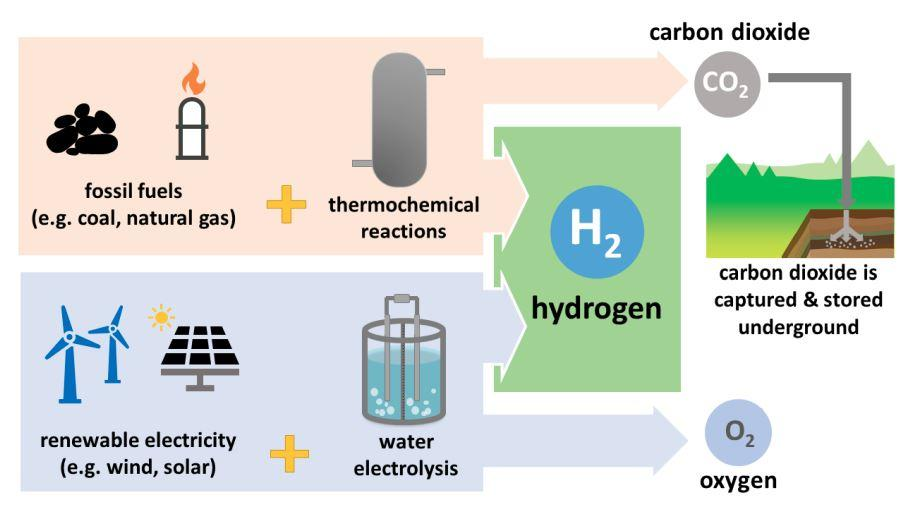 carbon dioxide
CO₂
fossil fuels
(e.g. coal, natural gas)
thermochemical
reactions
H₂
hydrogen
carbon dioxide is
captured & stored
underground
renewable electricity
(e.g. wind, solar)
water
electrolysis
O₂
oxygen